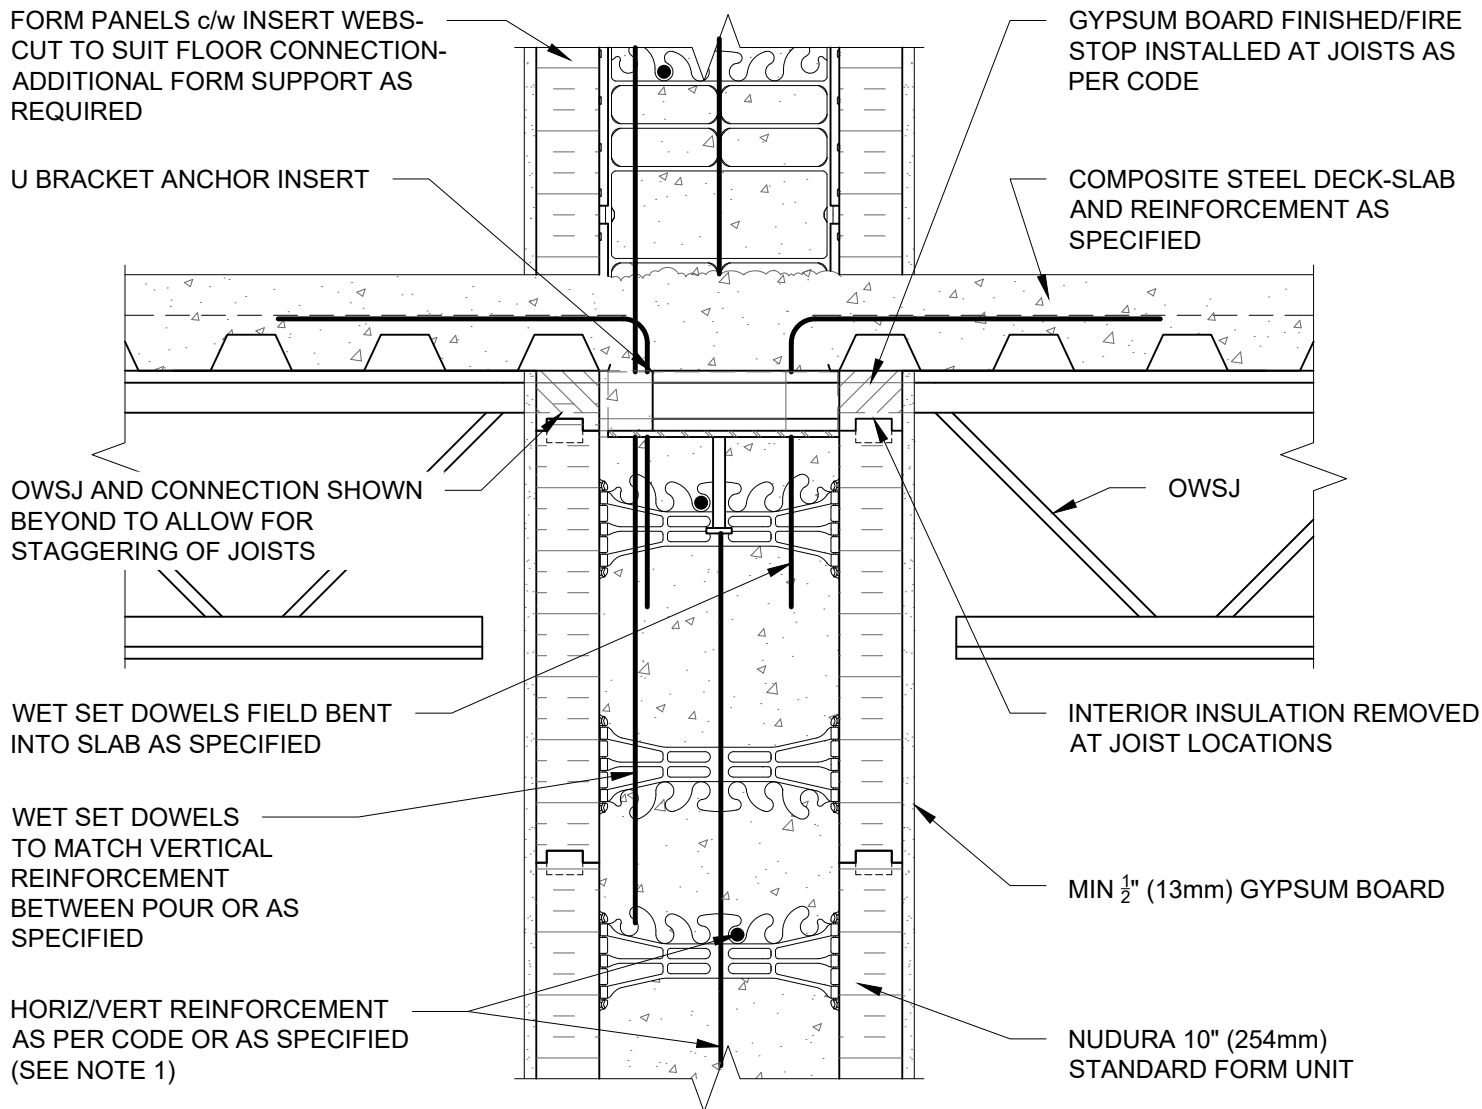 FORM PANELS c/w INSERT WEBS-
CUT TO SUIT FLOOR CONNECTION-
ADDITIONAL FORM SUPPORT AS
REQUIRED
U BRACKET ANCHOR INSERT
OWSJ AND CONNECTION SHOWN
BEYOND TO ALLOW FOR
STAGGERING OF JOISTS
WET SET DOWELS FIELD BENT
INTO SLAB AS SPECIFIED
WET SET DOWELS
TO MATCH VERTICAL
REINFORCEMENT
BETWEEN POUR OR AS
SPECIFIED
HORIZ/VERT REINFORCEMENT
AS PER CODE OR AS SPECIFIED
(SEE NOTE 1)
GYPSUM BOARD FINISHED/FIRE
STOP INSTALLED AT JOISTS AS
PER CODE
COMPOSITE STEEL DECK-SLAB
AND REINFORCEMENT AS
SPECIFIED
OWSJ
INTERIOR INSULATION REMOVED
AT JOIST LOCATIONS
MIN 1/2" (13mm) GYPSUM BOARD
NUDURA 10" (254mm)
STANDARD FORM UNIT